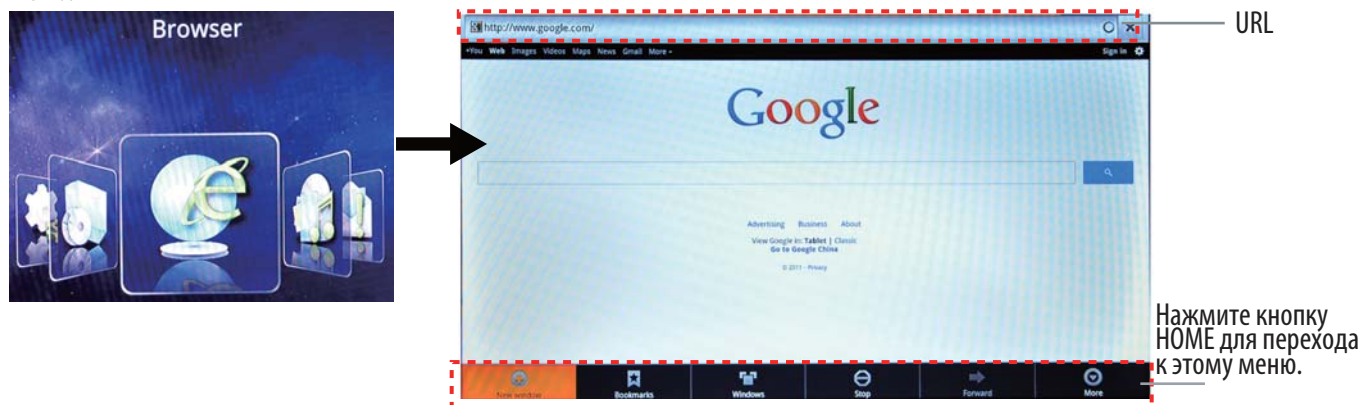 Browser
http://www.google.com/
URL
+You Web Images Videos Maps News Gmail More
Sign in
Google
Advertising Business About
View Google in: Tablet | Classic
Go to Google China
© 2011 - Privacy
Нажмите кнопку
HOME для перехода
к этому меню.
New window Bookmarks Windows Stop Forward More